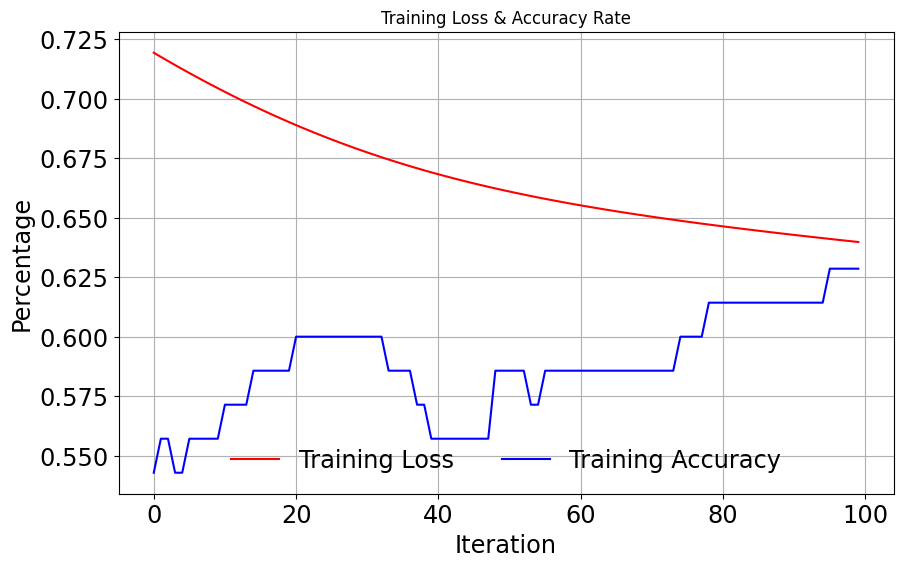 Training Loss & Accuracy Rate
0.725
0.700
0.675
0.650
0.625
0.600
0.575
0.550
Percentage
Training Loss
Training Accuracy
0 20 40 60 80 100
Iteration